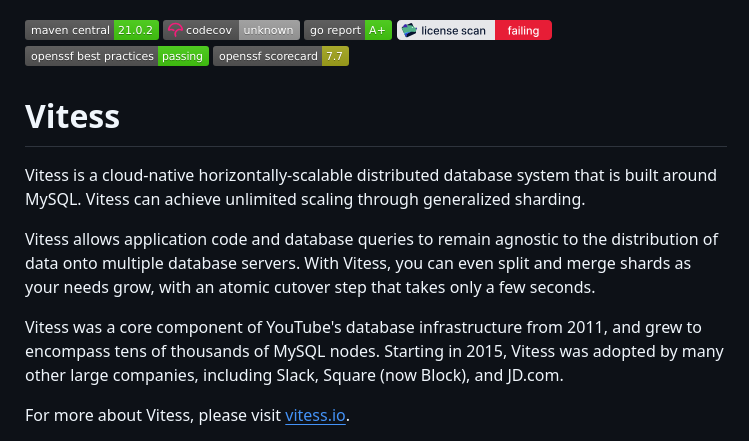 maven central 21.0.2 codecov unknown go report A+ license scan failing
openssf best practices passing openssf scorecard 7.7
Vitess
Vitess is a cloud-native horizontally-scalable distributed database system that is built around
MySQL. Vitess can achieve unlimited scaling through generalized sharding.
Vitess allows application code and database queries to remain agnostic to the distribution of
data onto multiple database servers. With Vitess, you can even split and merge shards as
your needs grow, with an atomic cutover step that takes only a few seconds.
Vitess was a core component of YouTube's database infrastructure from 2011, and grew to
encompass tens of thousands of MySQL nodes. Starting in 2015, Vitess was adopted by many
other large companies, including Slack, Square (now Block), and JD.com.
For more about Vitess, please visit vitess.io.